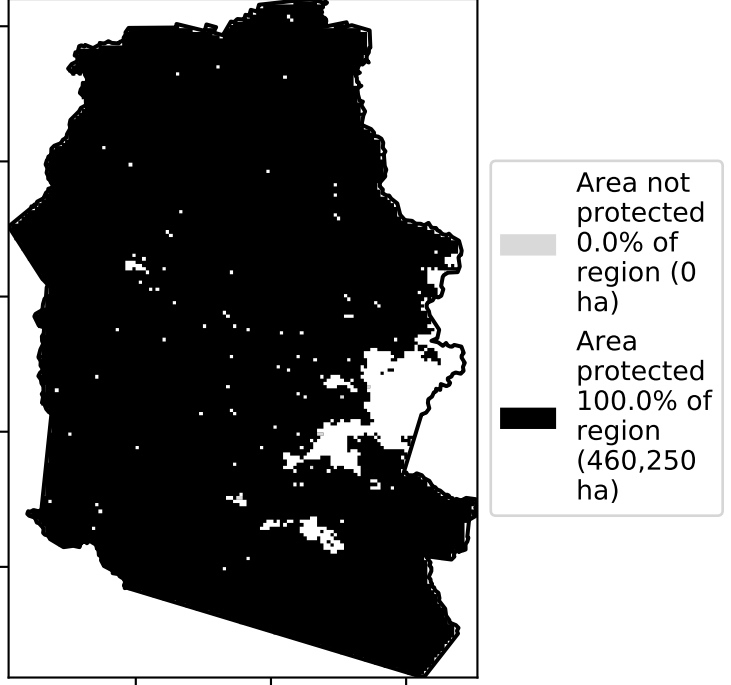 Area not
protected
0.0% of
region (0
ha)
Area
protected
100.0% of
region
(460,250
ha)